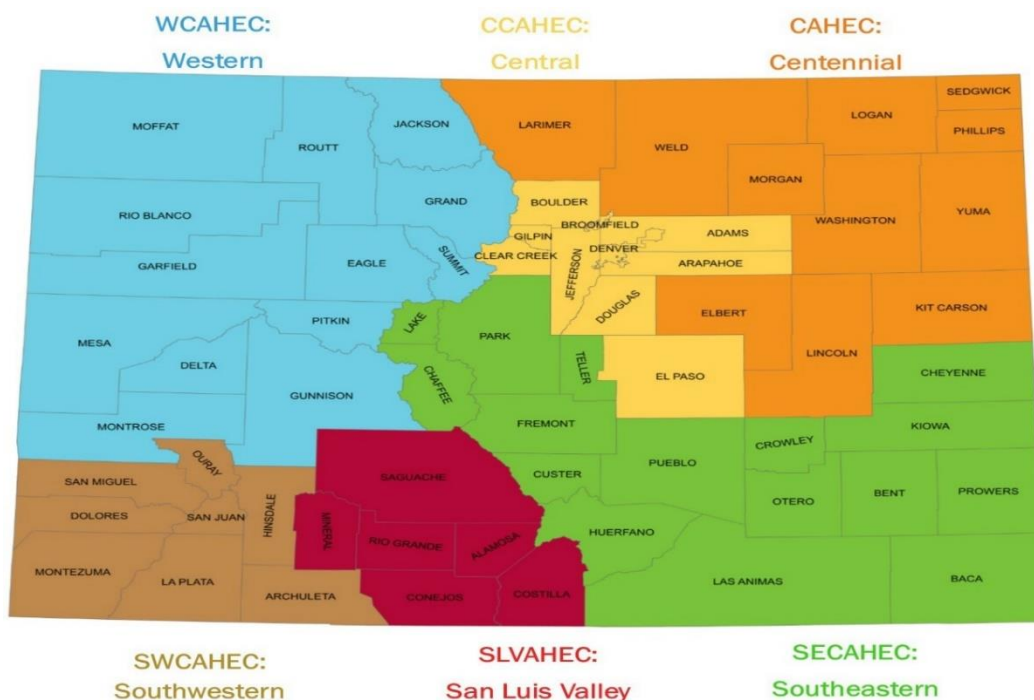 WCAHEC:
Western
CCAHEC:
Central
CAHEC:
Centennial
MOFFAT
ROUTT
JACKSON
LARIMER
WELD
LOGAN
SEDGWICK
PHILLIPS
MORGAN
RIO BLANCO
GRAND
BOULDER
WASHINGTON
YUMA
BROOMFIELD
GILPIN
ADAMS
DENVER
CLEAR CREEK
ARAPAHOE
GARFIELD
EAGLE
SUMMIT
JEFFERSON
DOUGLAS
ELBERT
KIT CARSON
PITKIN
LAKE
PARK
MESA
DELTA
TELLER
EL PASO
LINCOLN
CHEYENNE
GUNNISON
CHAFFEE
FREMONT
MONTROSE
CROWLEY
KIOWA
OURAY
SAN MIGUEL
SAGUACHE
CUSTER
PUEBLO
OTERO
BENT
PROWERS
DOLORES
SAN JUAN
HINSDALE
MINERAL
RIO GRANDE
ALAMOSA
HUERFANO
MONTEZUMA
LA PLATA
ARCHULETA
CONEJOS
COSTILLA
LAS ANIMAS
BACA
SWCAHEC:
Southwestern
SLVAHEC:
San Luis Valley
SECAHEC:
Southeastern